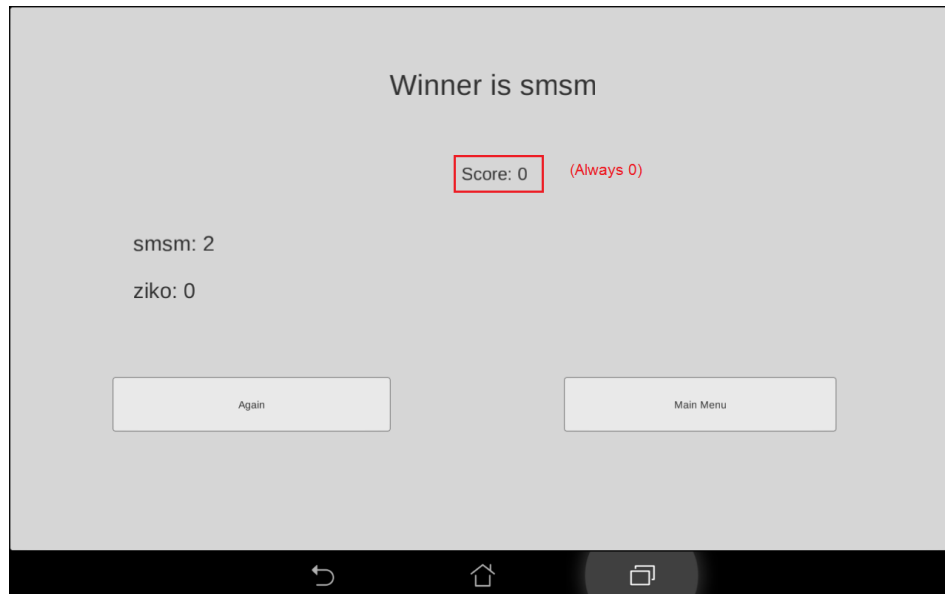 Winner is smsm
Score: 0 (Always 0)
smsm: 2
ziko: 0
Again Main Menu